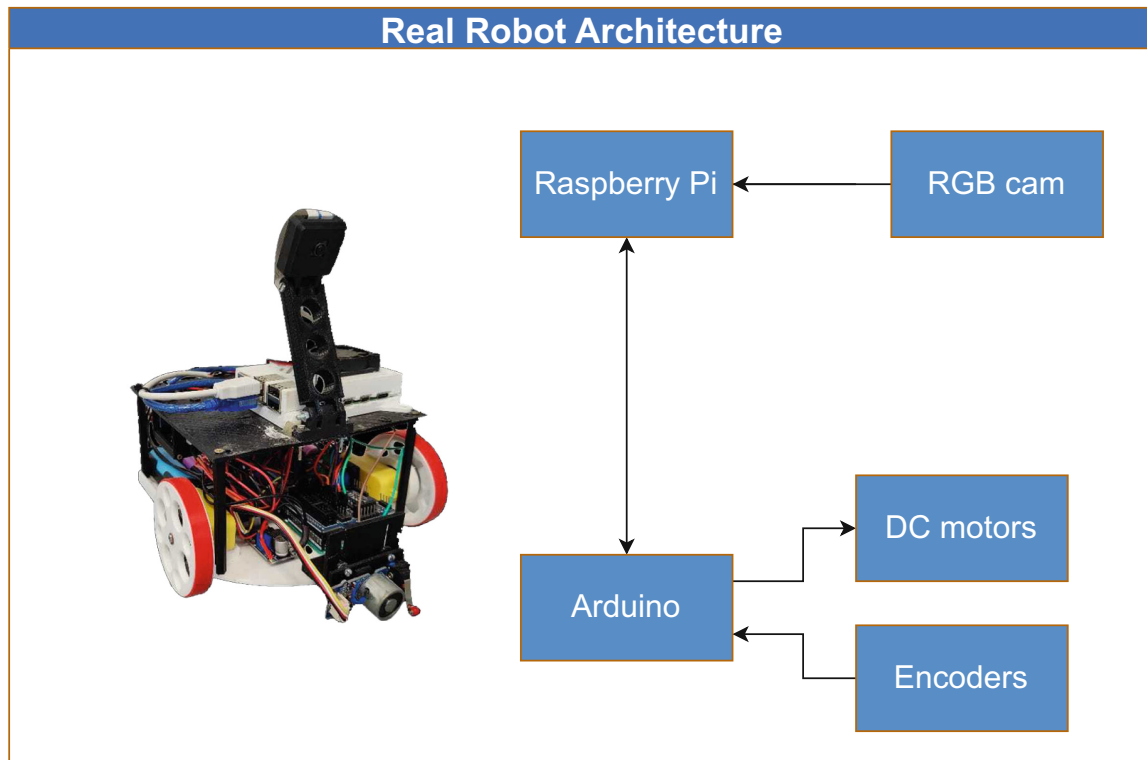 Real Robot Architecture
Raspberry Pi
RGB cam
DC motors
Arduino
Encoders